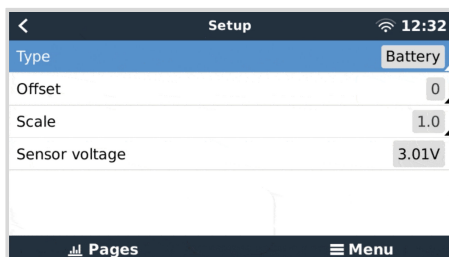 Setup 12:32
Type Battery
Offset 0
Scale 1.0
Sensor voltage 3.01V
Pages Menu